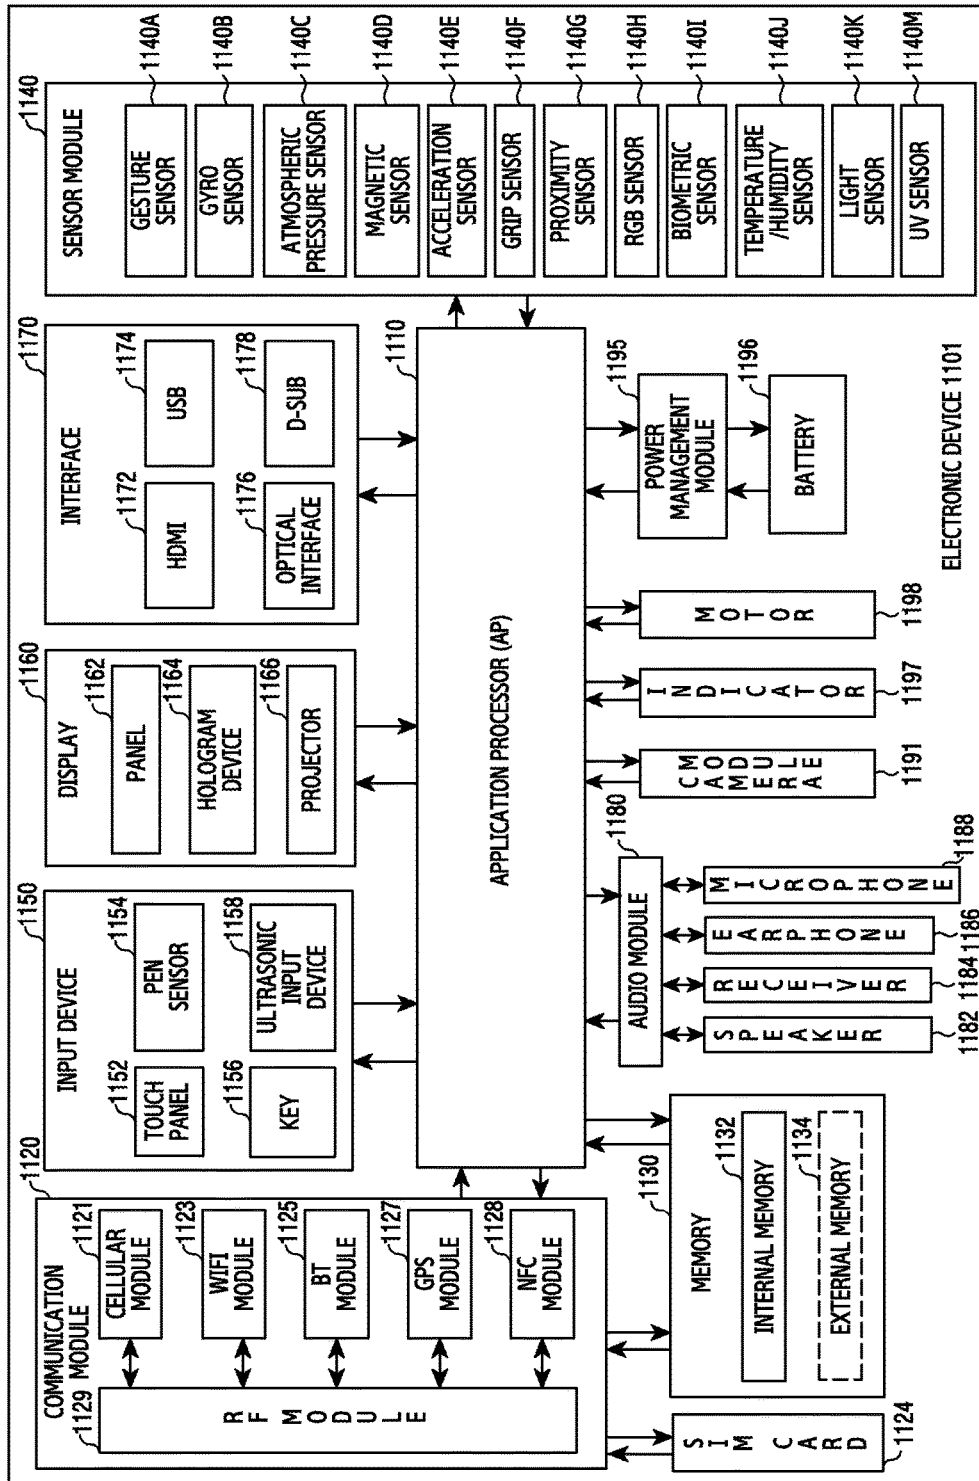 COMMUNICATION
1129 MODULE
1120
RF MODULE
CELLULAR
MODULE
1121
WIFI
MODULE
1123
BT
MODULE
1125
GPS
MODULE
1127
NFC
MODULE
1128
SIM CARD
1124
INPUT DEVICE
1150
TOUCH
PANEL
1152
PEN
SENSOR
1154
KEY
1156
ULTRASONIC
INPUT
DEVICE
1158
DISPLAY
1160
PANEL
1162
HOLOGRAM
DEVICE
1164
PROJECTOR
1166
INTERFACE
1170
HDMI
1172
USB
1174
OPTICAL
INTERFACE
1176
D-SUB
1178
SENSOR MODULE
1140
GESTURE
SENSOR
1140A
GYRO
SENSOR
1140B
ATMOSPHERIC
PRESSURE SENSOR
1140C
MAGNETIC
SENSOR
1140D
ACCELERATION
SENSOR
1140E
GRIP SENSOR
1140F
PROXIMITY
SENSOR
1140G
RGB SENSOR
1140H
BIOMETRIC
SENSOR
1140I
TEMPERATURE
/HUMIDITY
SENSOR
1140J
LIGHT
SENSOR
1140K
UV SENSOR
1140M
APPLICATION PROCESSOR (AP)
1110
MEMORY
1130
INTERNAL MEMORY
1132
EXTERNAL MEMORY
1134
AUDIO MODULE
1180
SPEAKER
1182
RECEIVER
1184
EARPHONE
1186
MICROPHONE
1188
CAMERA
MODULE
1191
INDICATOR
1197
MOTOR
1198
POWER
MANAGEMENT
MODULE
1195
BATTERY
1196
ELECTRONIC DEVICE 1101